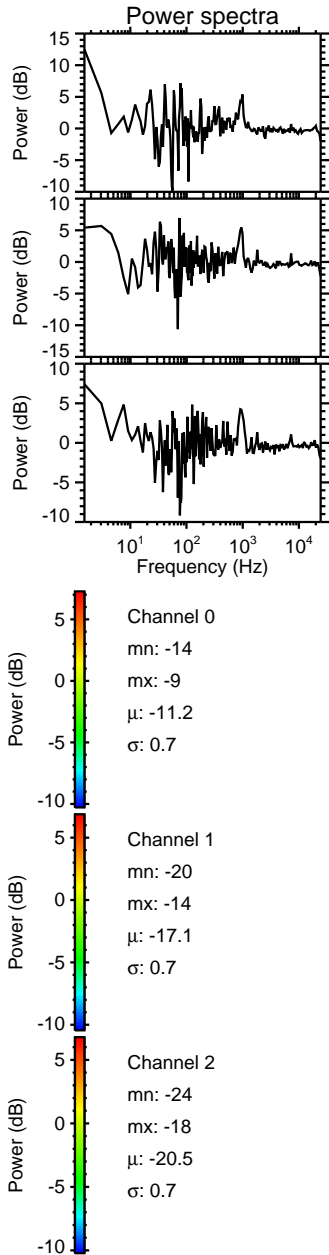 Power spectra
Power (dB)
15
10
5
0
-5
-10
Power (dB)
10
5
0
-5
-10
-15
Power (dB)
10
5
0
-5
-10
10¹ 10² 10³ 10⁴
Frequency (Hz)
Power (dB)
5
0
-5
-10
Channel 0
mn: -14
mx: -9
μ: -11.2
σ: 0.7
Power (dB)
5
0
-5
-10
Channel 1
mn: -20
mx: -14
μ: -17.1
σ: 0.7
Power (dB)
5
0
-5
-10
Channel 2
mn: -24
mx: -18
μ: -20.5
σ: 0.7